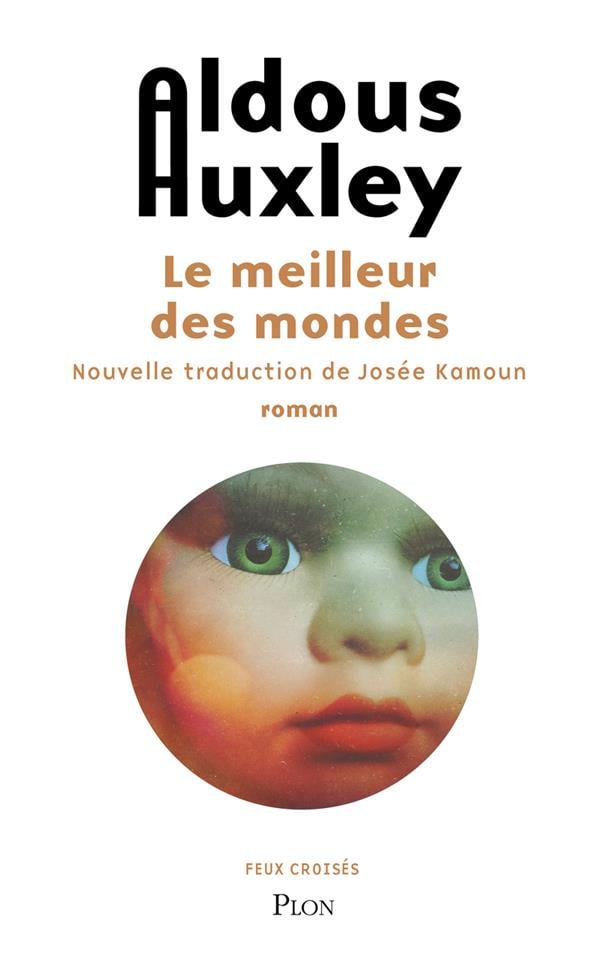 Aldous
Huxley
Le meilleur
des mondes
Nouvelle traduction de Josée Kamoun
roman
FEUX CROISÉS
PLON